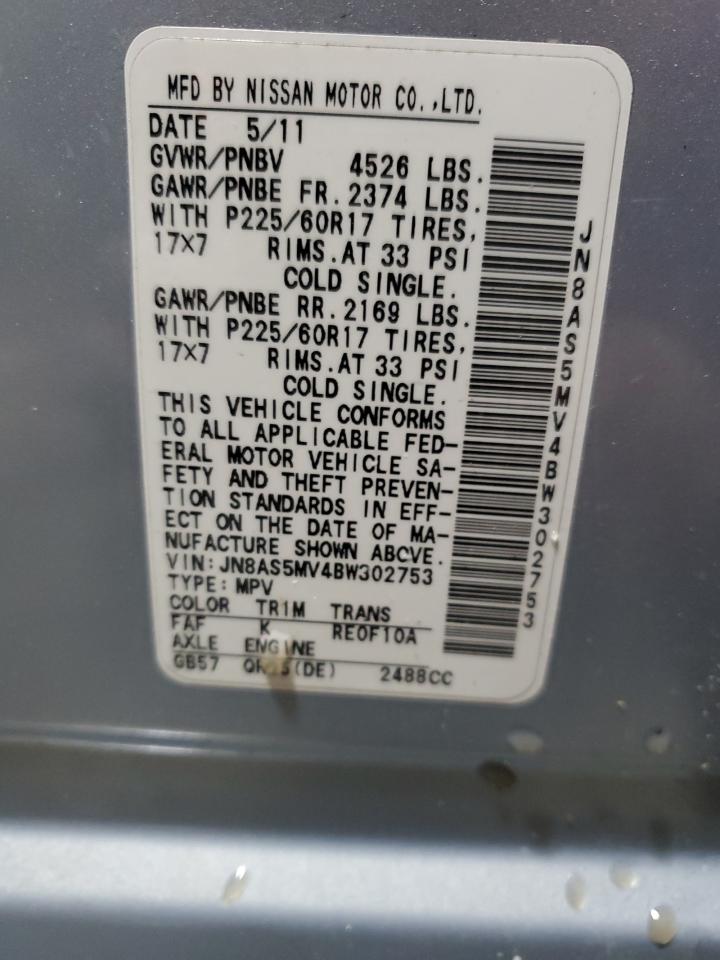 MFD BY NISSAN MOTOR CO.,LTD.
DATE 5/11
GVWR/PNBV 4526 LBS.
GAWR/PNBE FR. 2374 LBS.
WITH P225/60R17 TIRES,
17×7 RIMS.AT 33 PSI
COLD SINGLE.
GAWR/PNBE RR. 2169 LBS.
WITH P225/60R17 TIRES,
17×7 RIMS.AT 33 PSI
COLD SINGLE.
THIS VEHICLE CONFORMS
TO ALL APPLICABLE FED-
ERAL MOTOR VEHICLE SA-
FETY AND THEFT PREVEN-
TION STANDARDS IN EFF-
ECT ON THE DATE OF MA-
NUFACTURE SHOWN ABOVE.
VIN:JN8AS5MV4BW302753
TYPE:MPV
COLOR TRIM TRANS
FAF K RE0F10A
AXLE ENGINE
GB57 2488CC
JN8AS5MV4BW302753